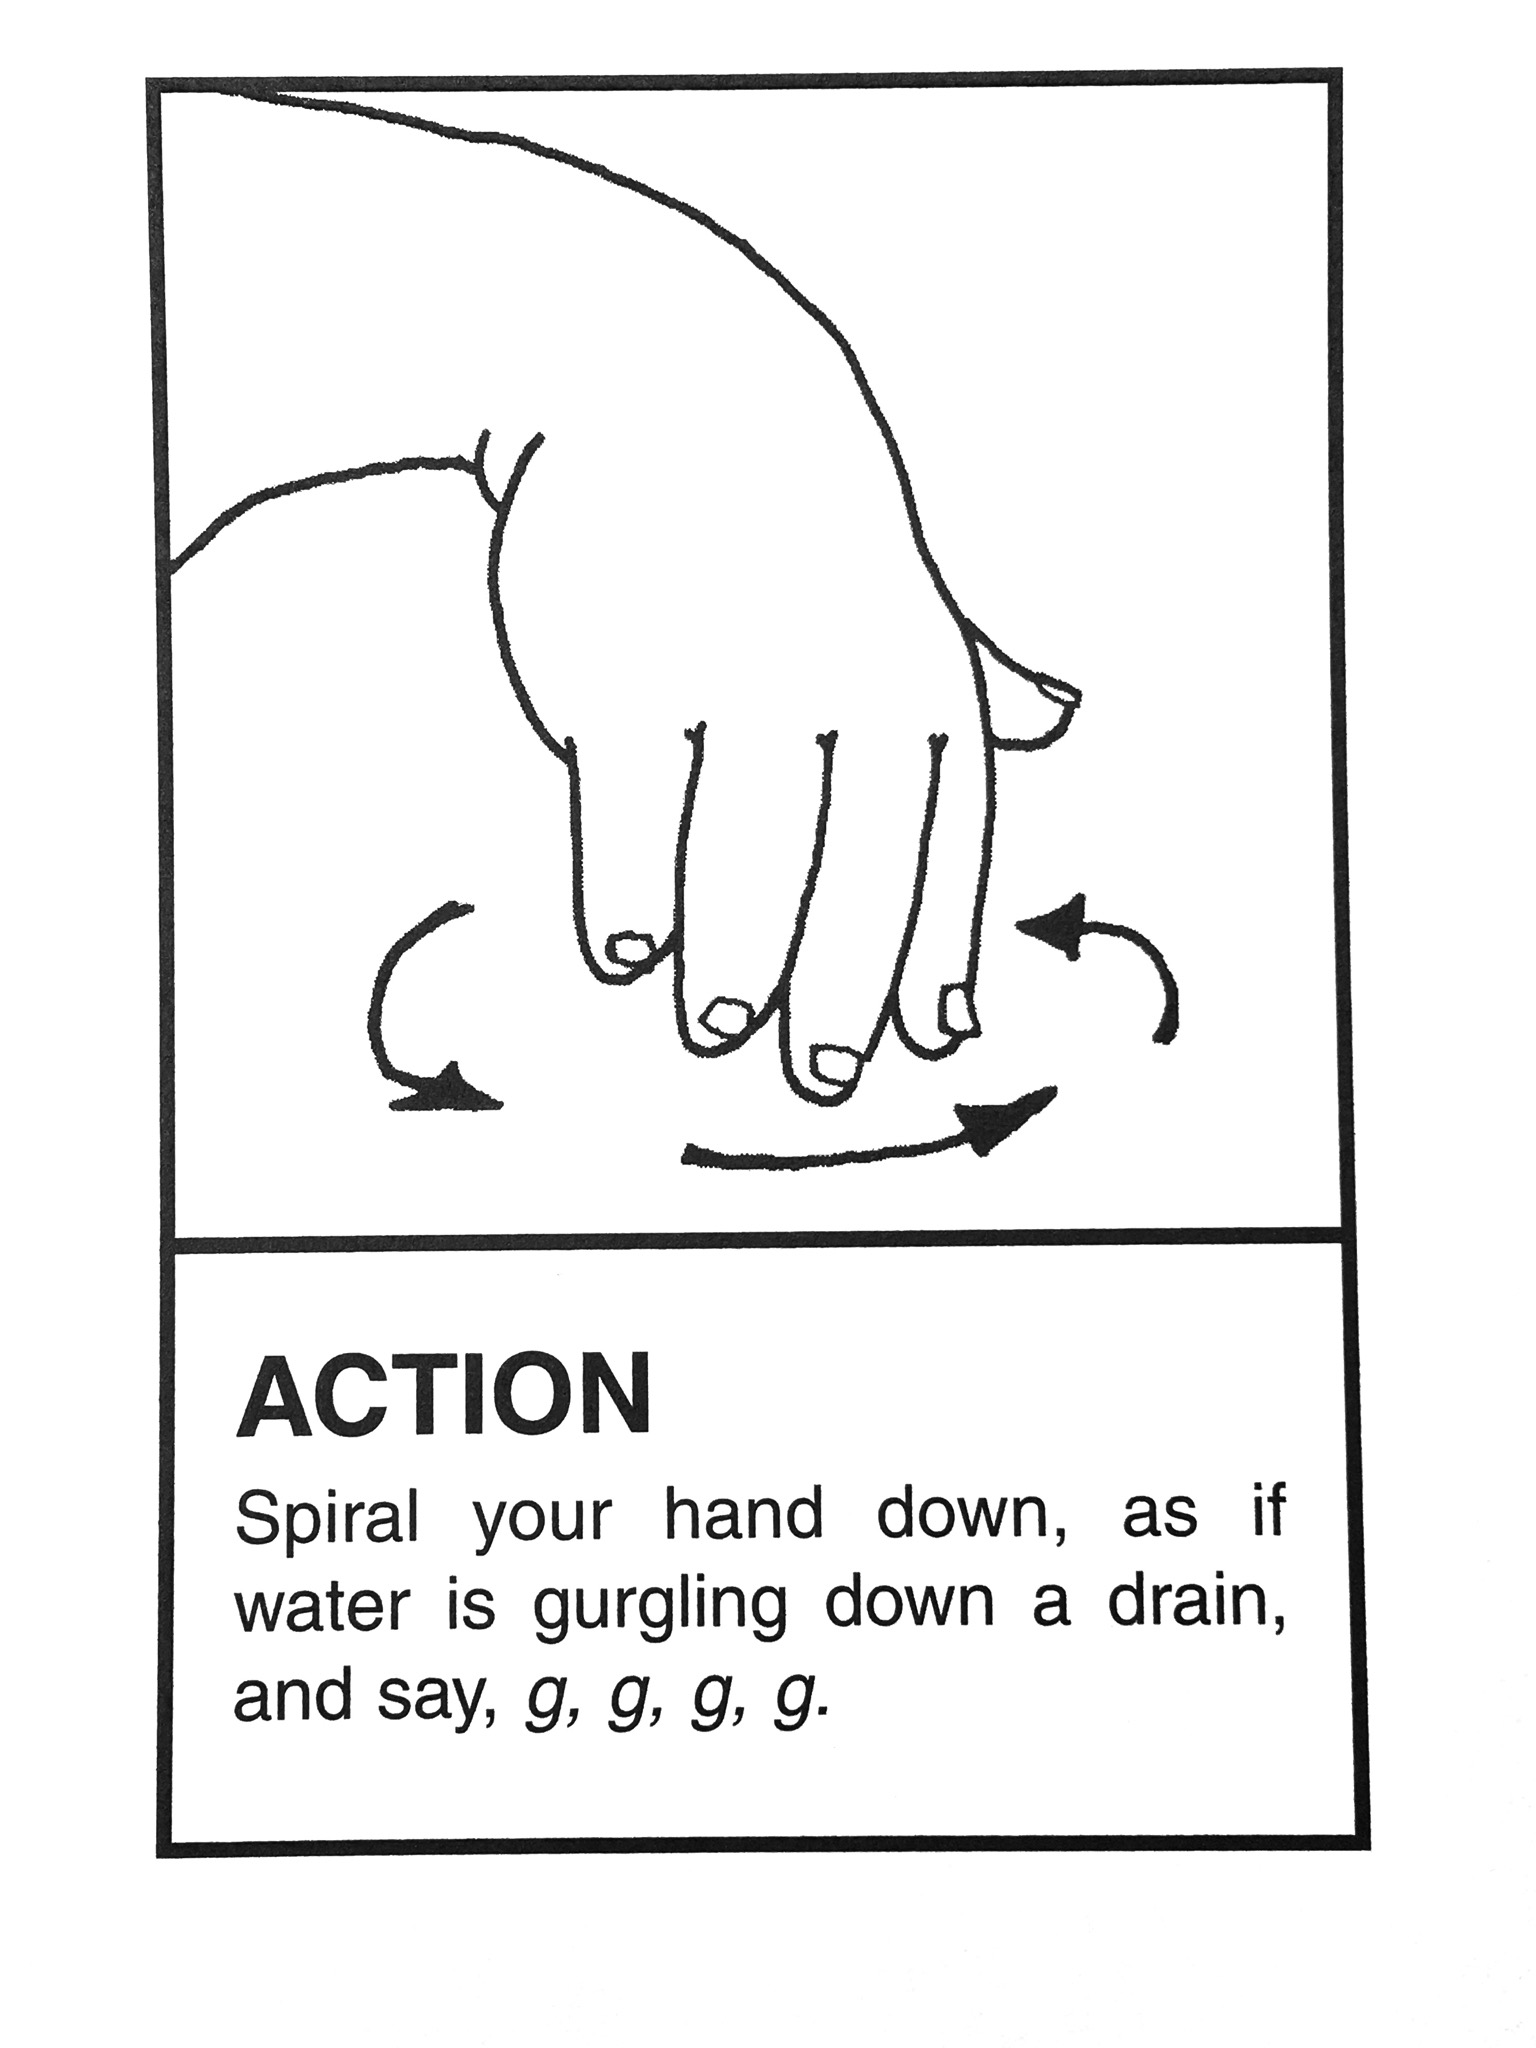 ACTION
Spiral your hand down, as if
water is gurgling down a drain,
and say, g, g, g, g.